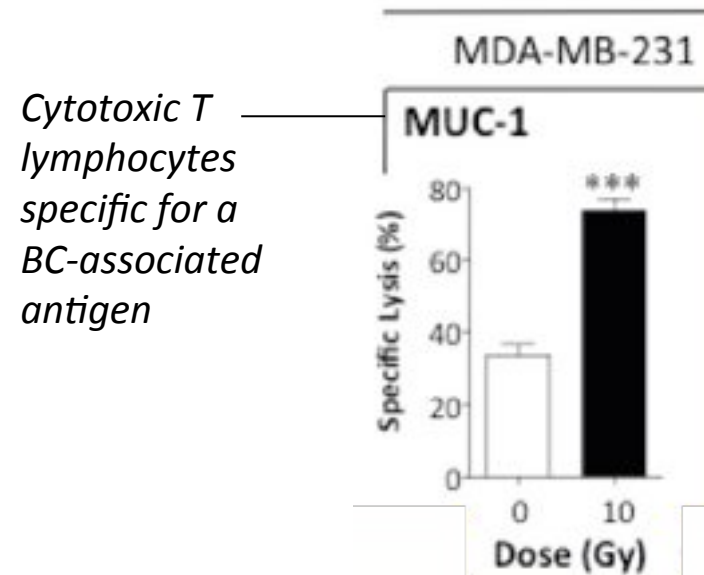 Cytotoxic T
lymphocytes
specific for a
BC-associated
antigen
MDA-MB-231
MUC-1
Specific Lysis (%)
80
60
40
20
0
***
0 10
Dose (Gy)